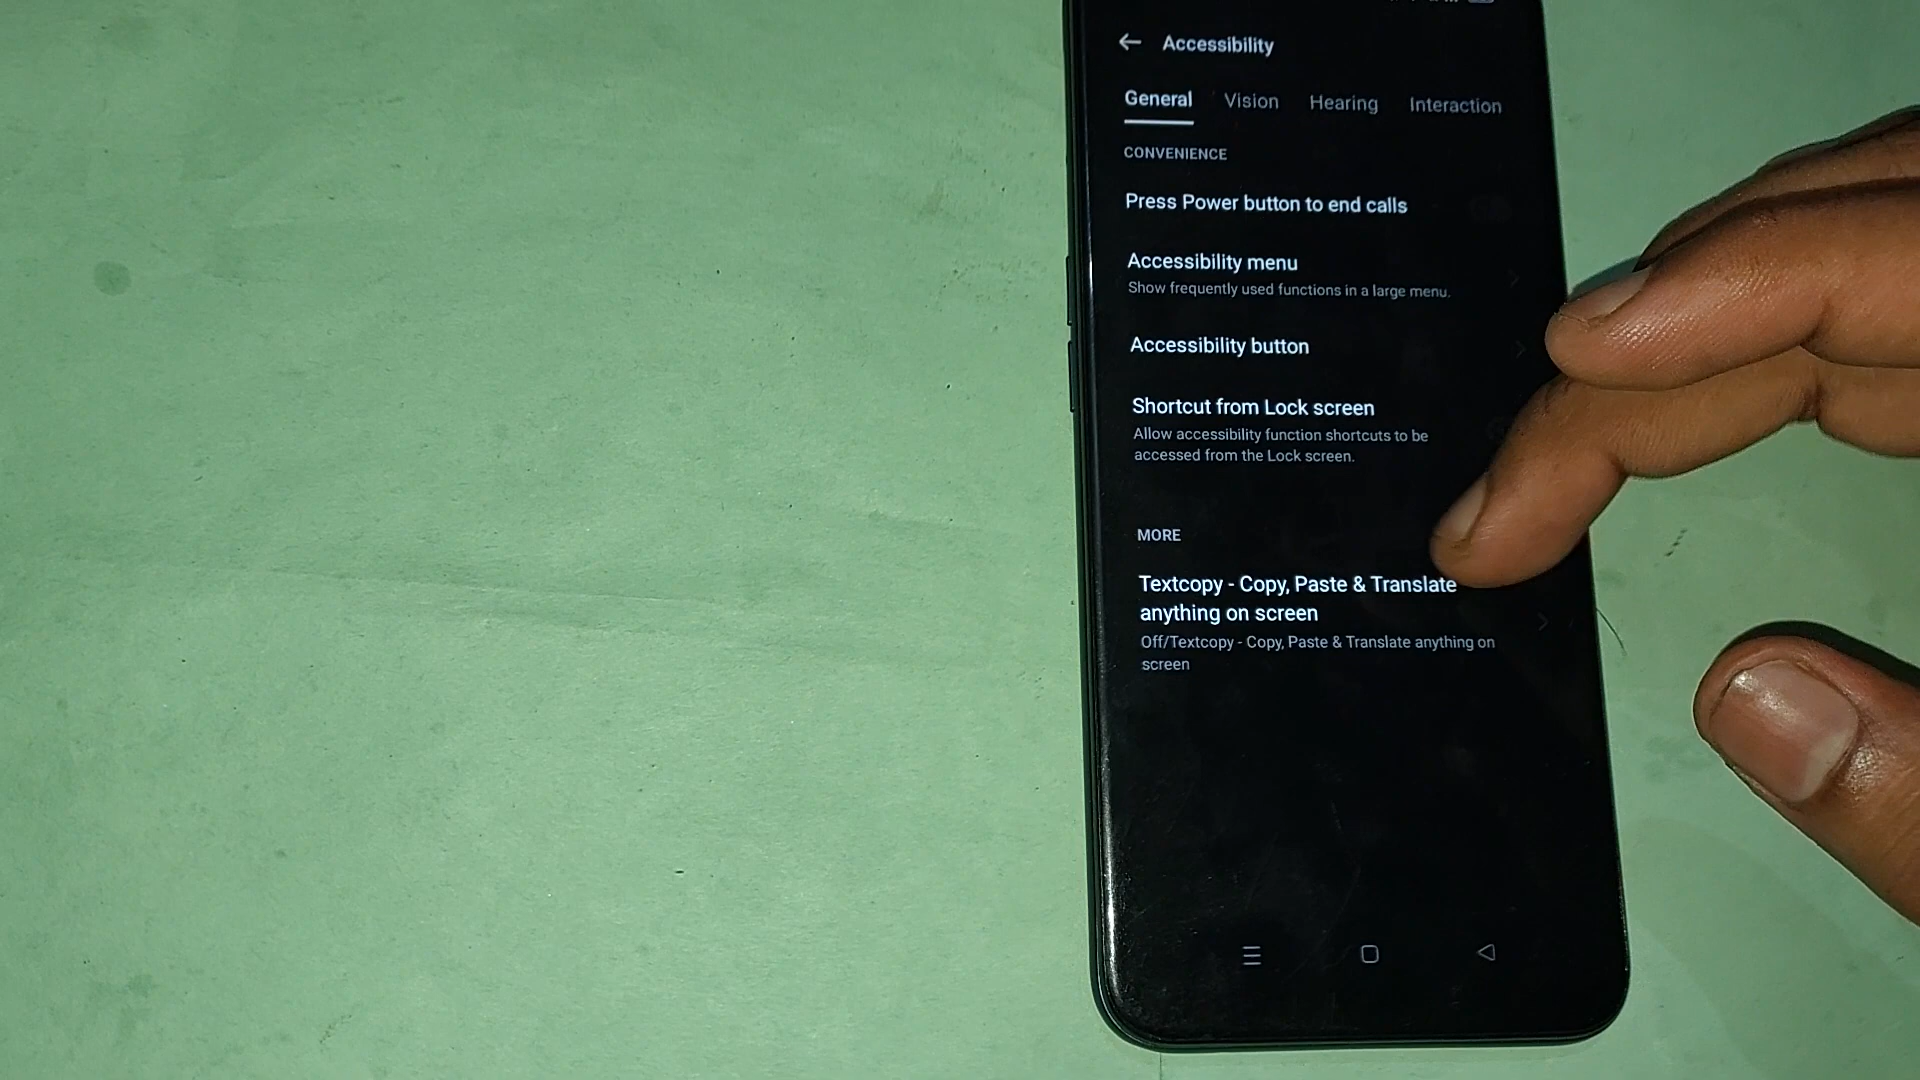 Accessibility
General Vision Hearing Interaction
CONVENIENCE
Press Power button to end calls
Accessibility menu
Show frequently used functions in a large menu.
Accessibility button
Shortcut from Lock screen
Allow accessibility function shortcuts to be
accessed from the Lock screen.
MORE
Textcopy - Copy, Paste & Translate
anything on screen
Off/Textcopy - Copy, Paste & Translate anything on
screen